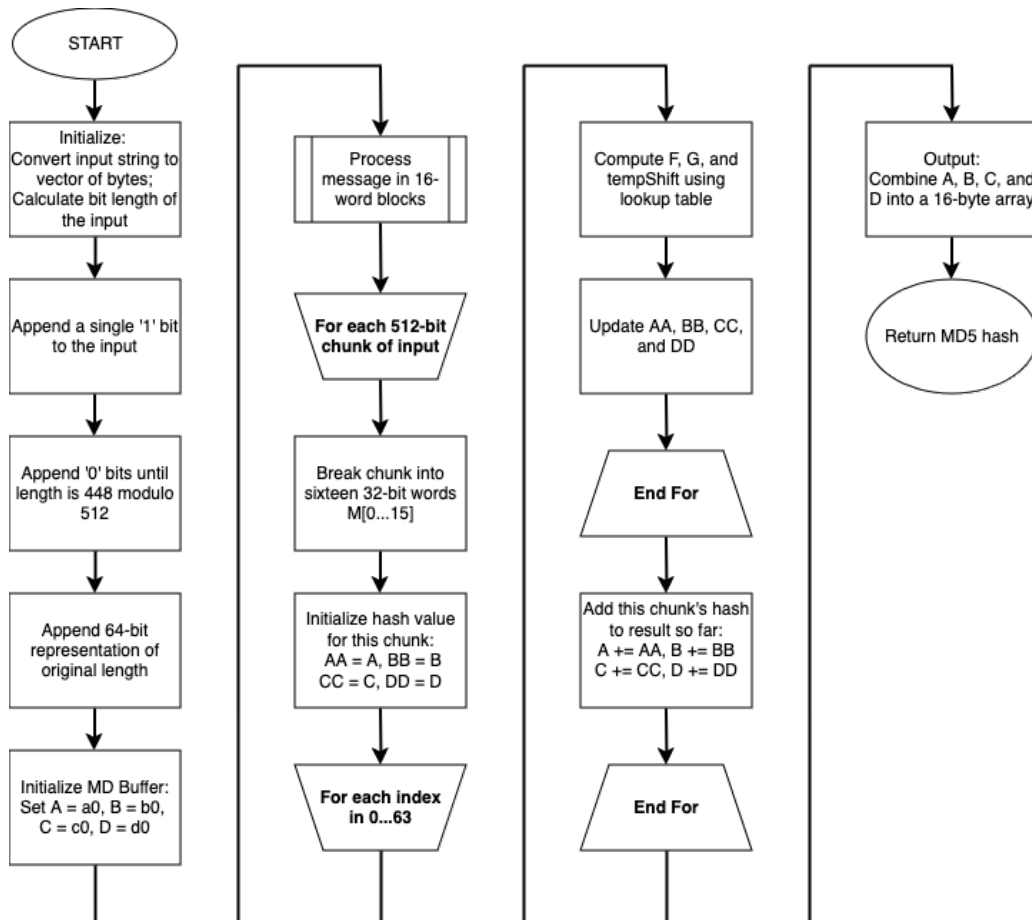 START
Initialize:
Convert input string to
vector of bytes;
Calculate bit length of
the input
Append a single '1' bit
to the input
Append '0' bits until
length is 448 modulo
512
Append 64-bit
representation of
original length
Initialize MD Buffer:
Set A = a0, B = b0,
C = c0, D = d0
Process
message in 16-
word blocks
For each 512-bit
chunk of input
Break chunk into
sixteen 32-bit words
M[0...15]
Initialize hash value
for this chunk:
AA = A, BB = B
CC = C, DD = D
For each index
in 0...63
Compute F, G, and
tempShift using
lookup table
Update AA, BB, CC,
and DD
End For
Add this chunk's hash
to result so far:
A += AA, B += BB
C += CC, D += DD
End For
Output:
Combine A, B, C, and
D into a 16-byte array
Return MD5 hash